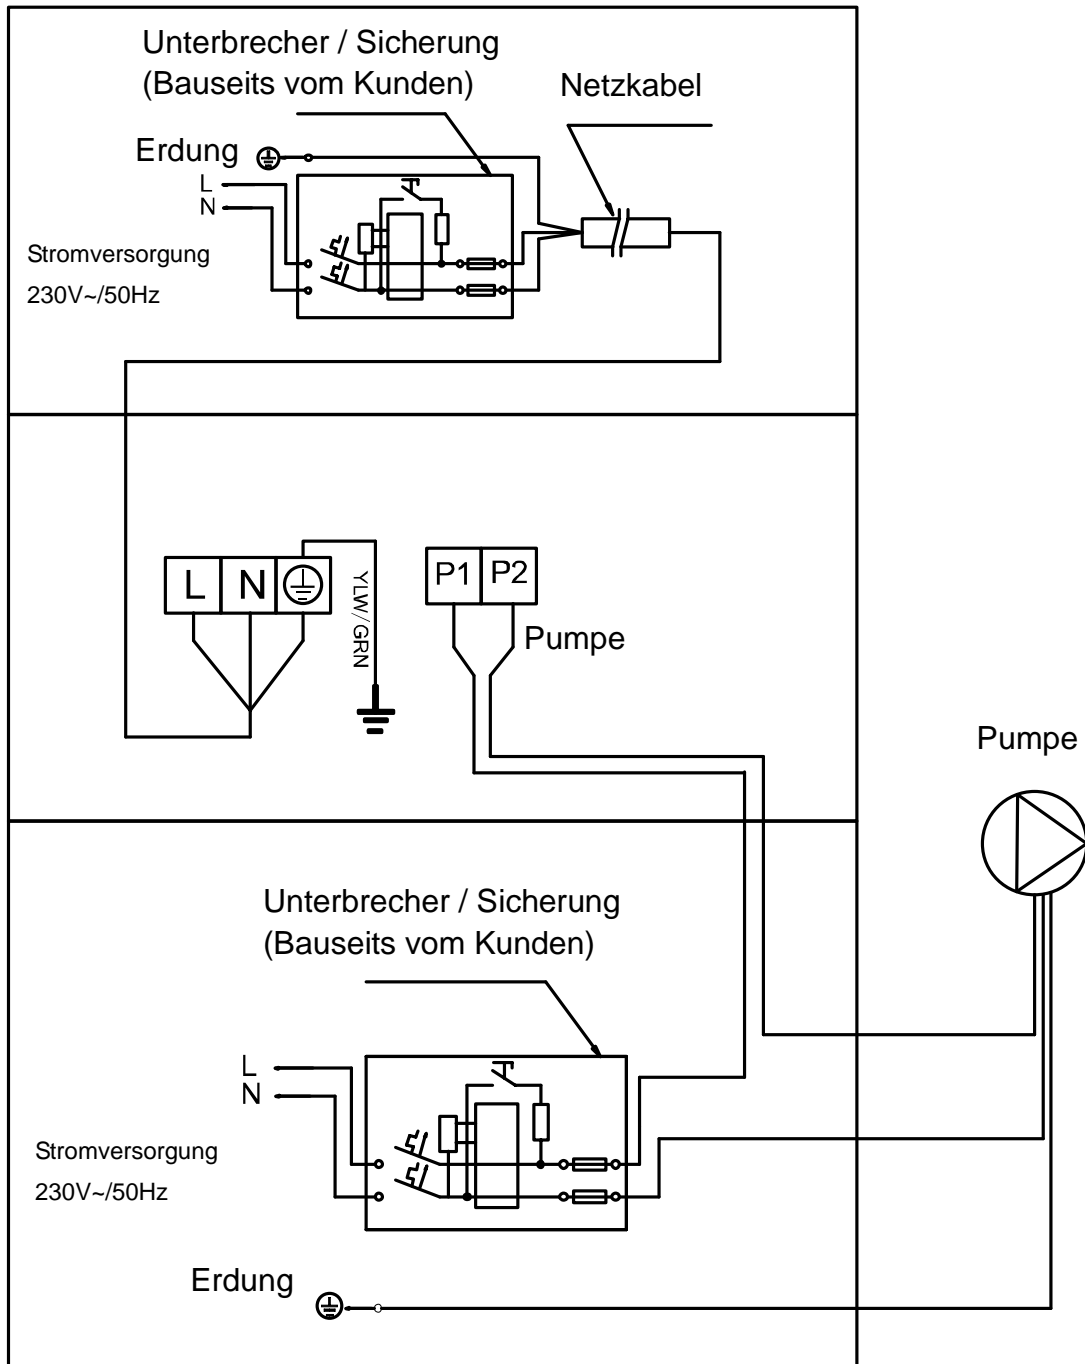 Unterbrecher / Sicherung
(Bauseits vom Kunden)
Netzkabel
Erdung
L
N
Stromversorgung
230V~/50Hz
L N
YLW/GRN
P1 P2
Pumpe
Pumpe
Unterbrecher / Sicherung
(Bauseits vom Kunden)
L
N
Stromversorgung
230V~/50Hz
Erdung